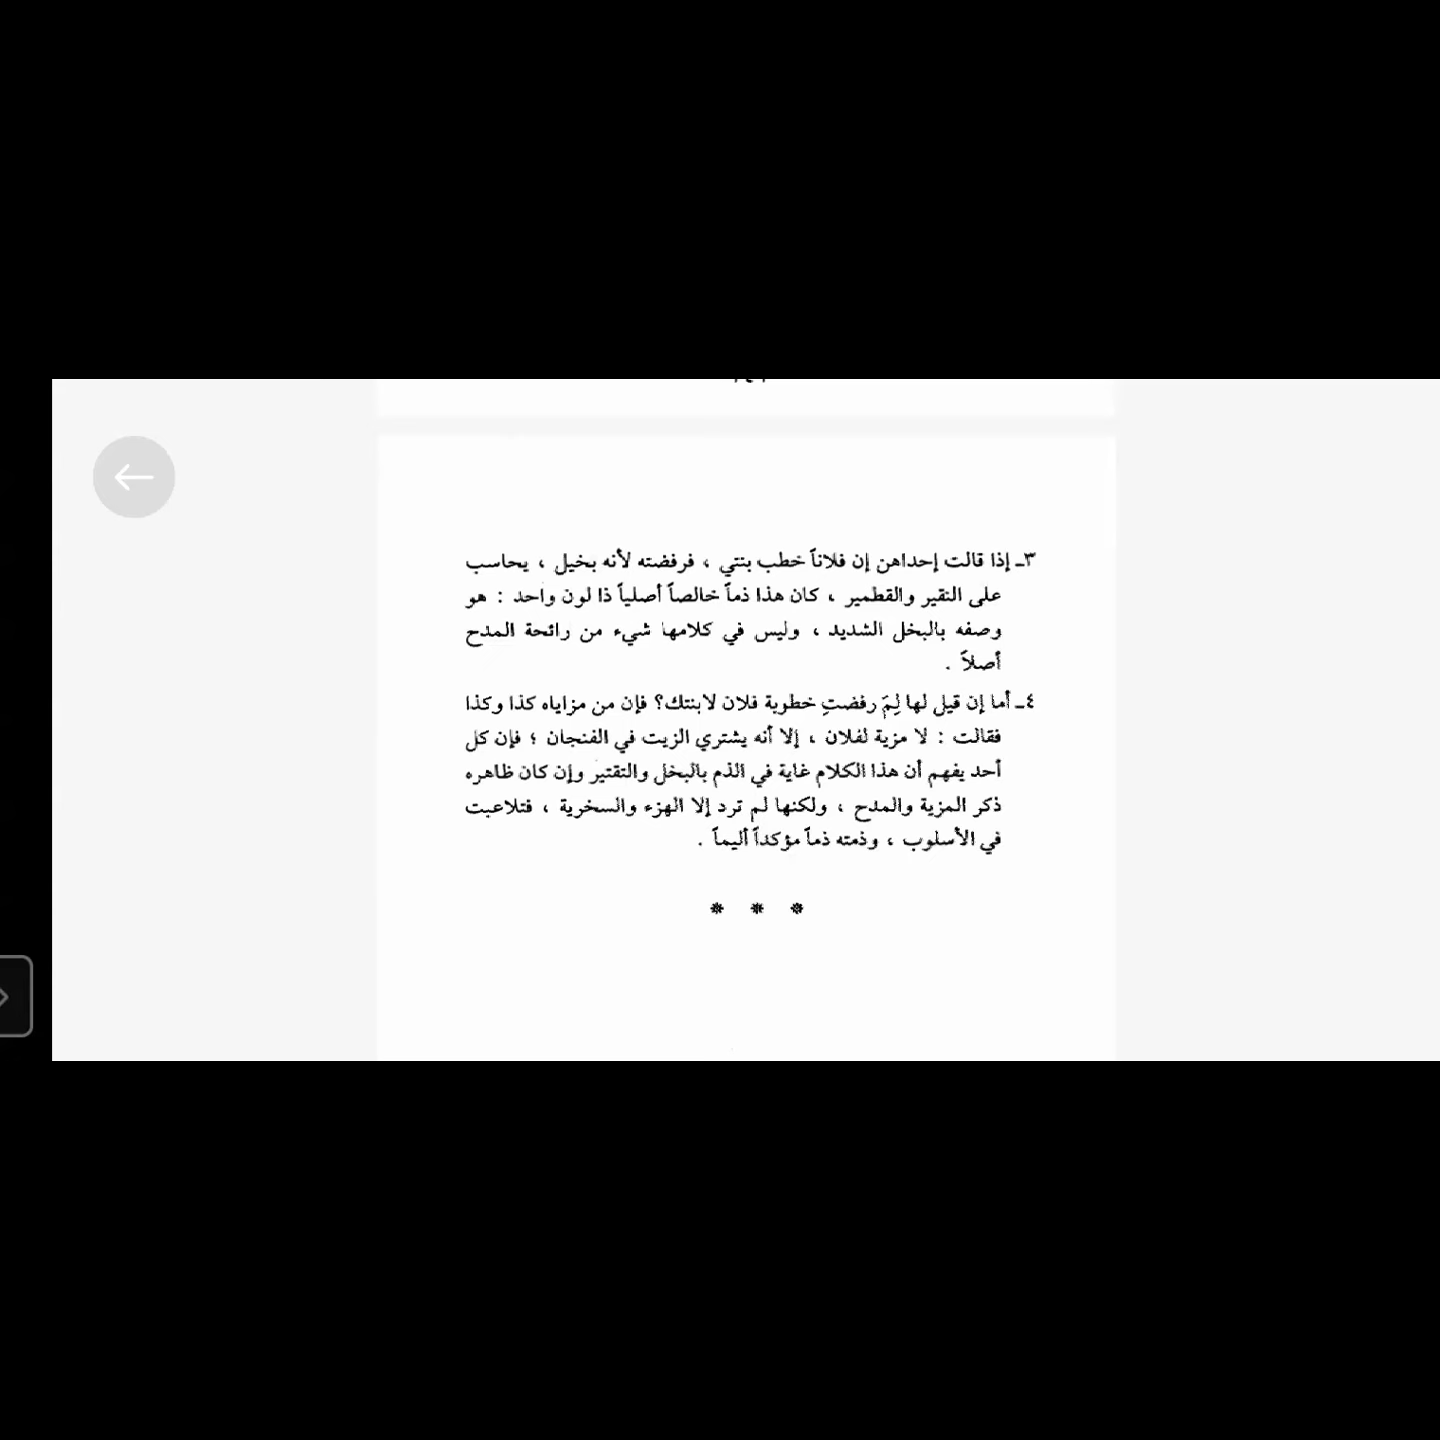 ٣ـ إذا قالت إحداهن إن فلاناً خطب بنتي ، فرفضته لأنه بخيل ، يحاسب
على النقير والقطمير ، كان هذا ذماً خالصاً أصلياً ذا لون واحد : هو
وصفه بالبخل الشديد ، وليس في كلامها شيء من رائحة المدح
أصلاً .
٤ـ أما إن قيل لها لِمَ رفضتِ خطوبة فلان لابنتك؟ فإن من مزاياه كذا وكذا
فقالت : لا مزية لفلان ، إلا أنه يشتري الزيت في الفنجان ؛ فإن كل
أحد يفهم أن هذا الكلام غاية في الذم بالبخل والتقتير وإن كان ظاهره
ذكر المزية والمدح ، ولكنها لم ترد إلا الهزء والسخرية ، فتلاعبت
في الأسلوب ، وذمته ذماً مؤكداً أليماً .
* * *